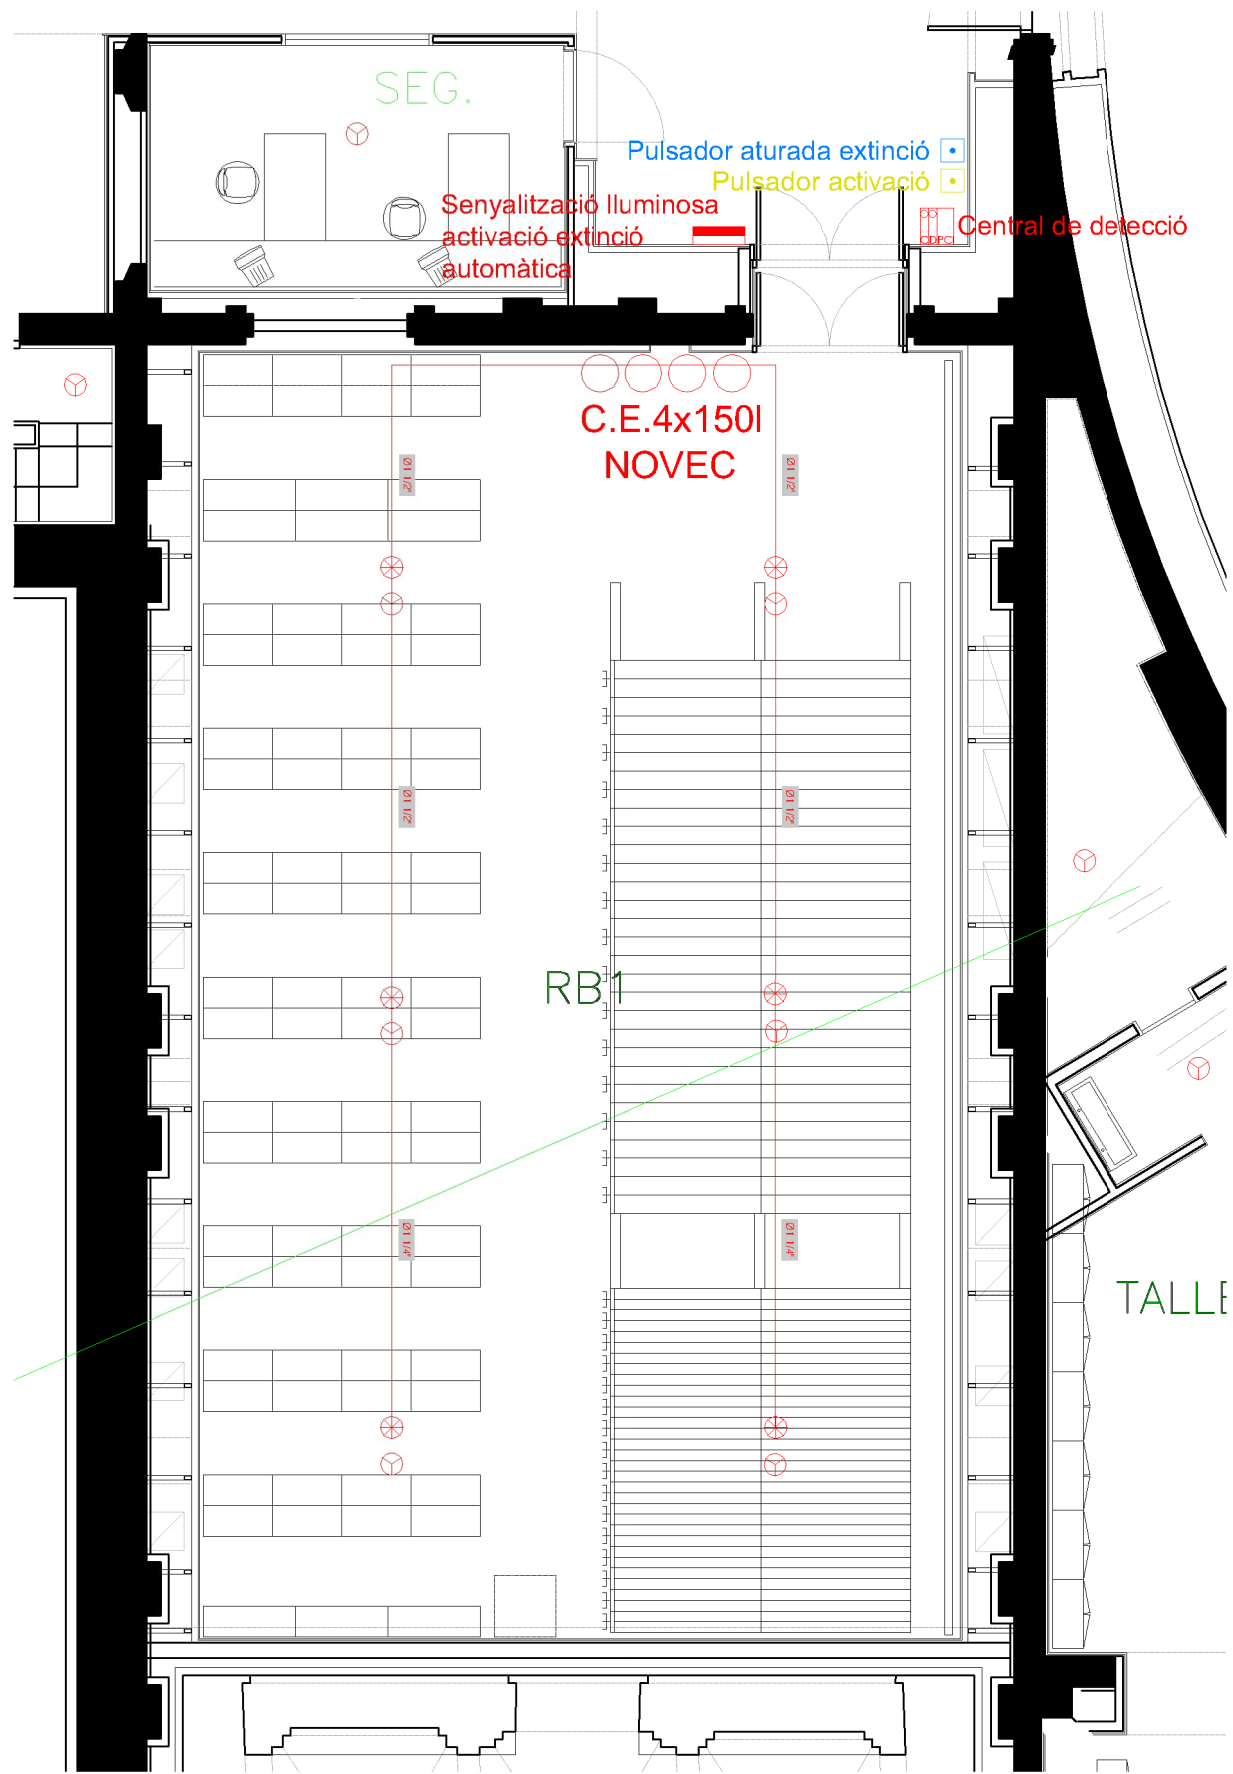 SEG.
Pulsador aturada extinció
Pulsador activació
Senyalització lluminosa
activació extinció
automàtica
CDPCI
Central de detecció
C.E.4x150l
NOVEC
Ø1 1/2"
Ø1 1/2"
Ø1 1/2"
Ø1 1/2"
RB1
Ø1 1/4"
Ø1 1/4"
TALLE